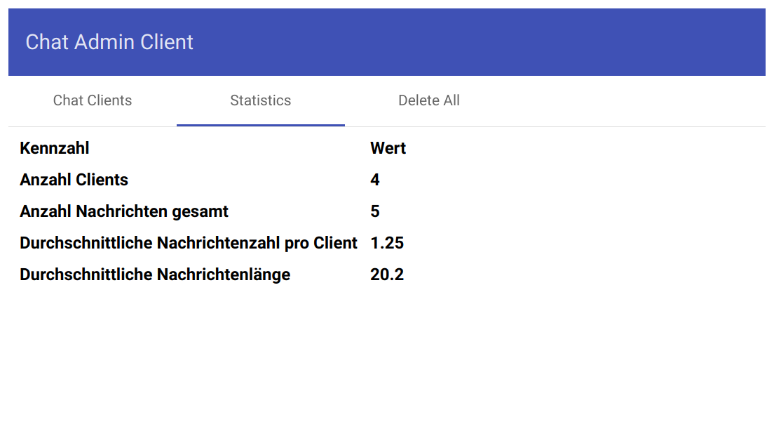 Chat Admin Client
Chat Clients Statistics Delete All
Kennzahl Wert
Anzahl Clients 4
Anzahl Nachrichten gesamt 5
Durchschnittliche Nachrichtenzahl pro Client 1.25
Durchschnittliche Nachrichtenlänge 20.2